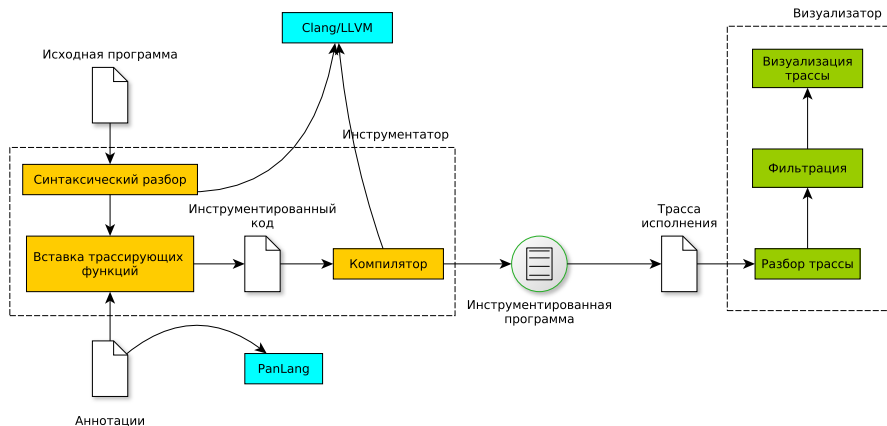 Визуализатор
Clang/LLVM
Исходная программа
Визуализация
трассы
Инструментатор
Синтаксический разбор
Фильтрация
Инструментированный
код
Трасса
исполнения
Вставка трассирующих
функций
Компилятор
Разбор трассы
Инструментированная
программа
PanLang
Аннотации